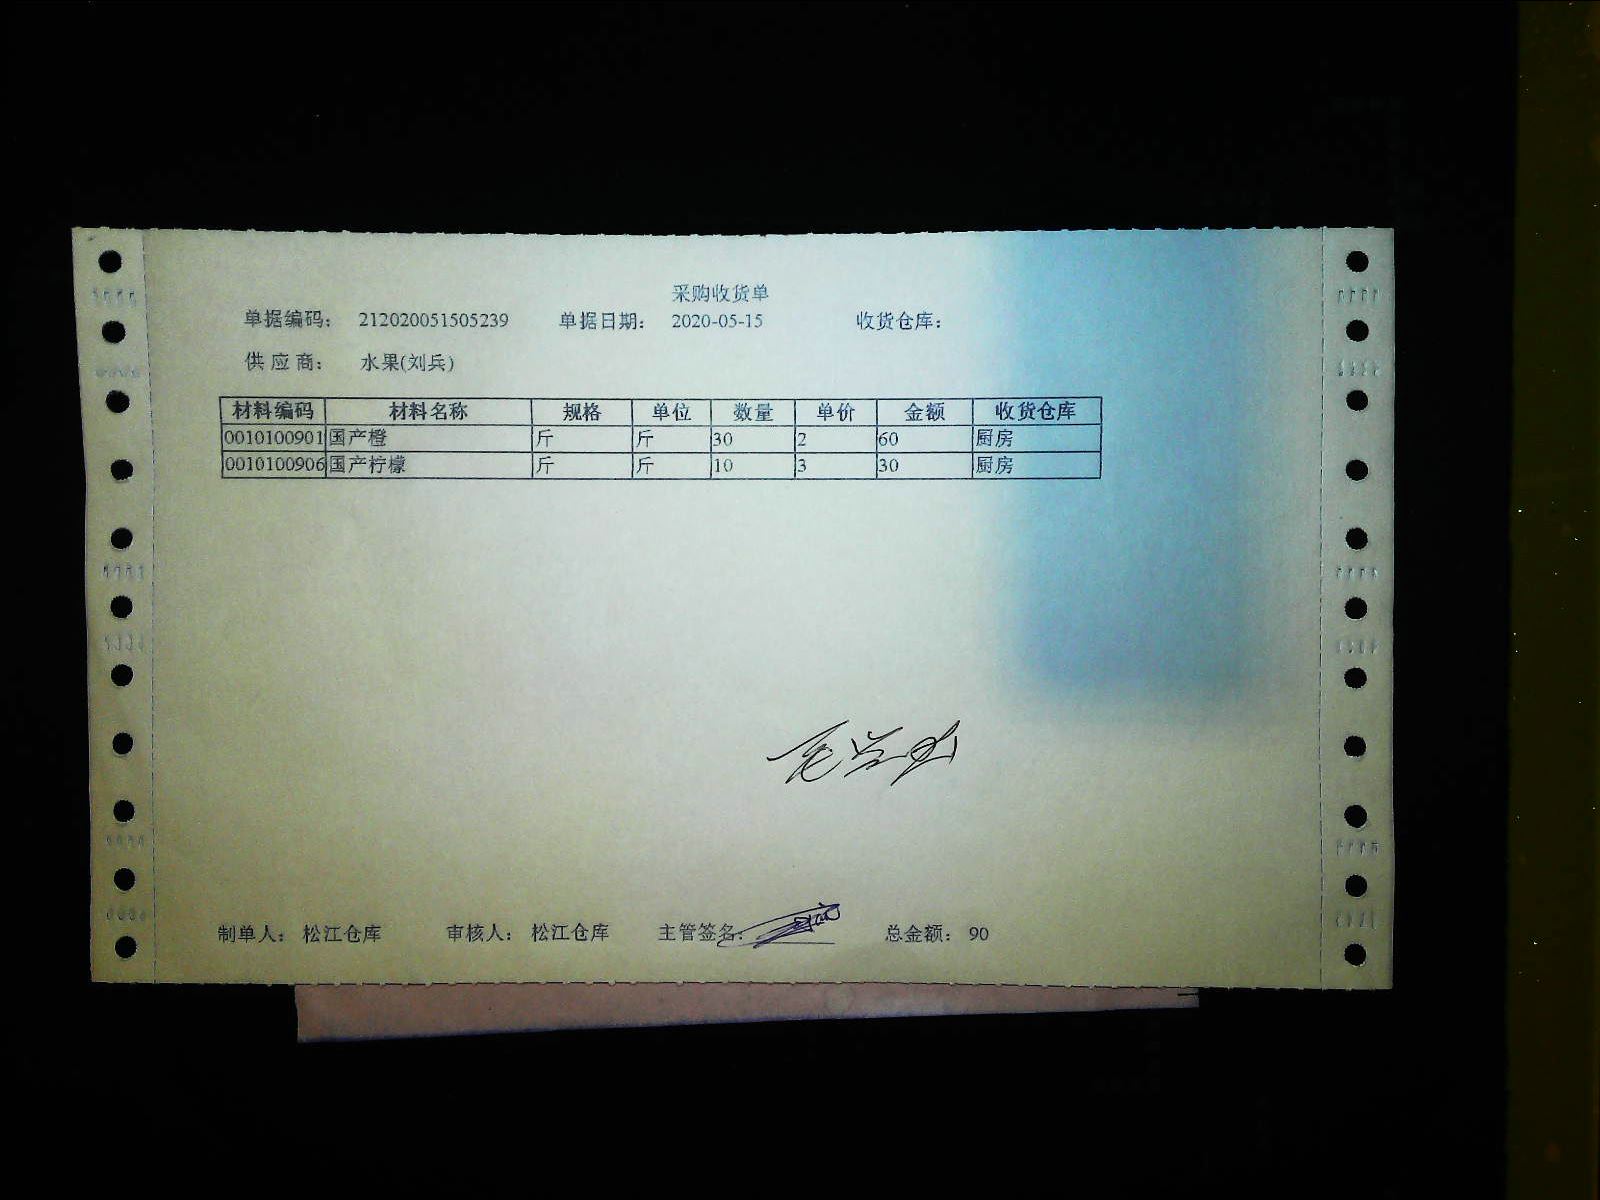 采购收货单
单据编码： 212020051505239 单据日期： 2020-05-15 收货仓库：
供 应 商： 水果(刘兵)
材料编码 材料名称 规格 单位 数量 单价 金额 收货仓库
0010100901 国产橙 斤 斤 30 2 60 厨房
0010100906 国产柠檬 斤 斤 10 3 30 厨房
制单人： 松江仓库 审核人： 松江仓库 主管签名： 总金额： 90